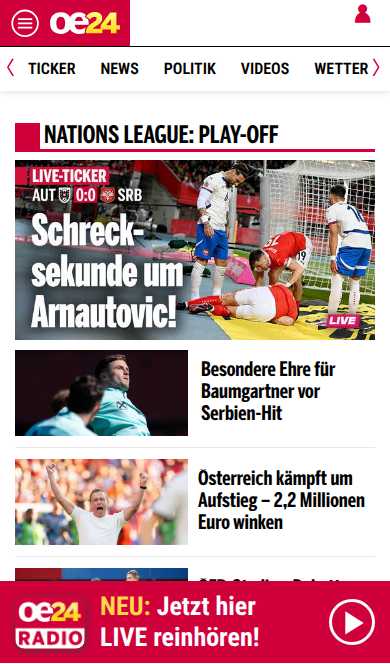 oe24
TICKER NEWS POLITIK VIDEOS WETTER
NATIONS LEAGUE: PLAY-OFF
LIVE-TICKER
AUT 0:0 SRB
Schreck-
sekunde um
Arnautovic!
LIVE
Besondere Ehre für
Baumgartner vor
Serbien-Hit
Österreich kämpft um
Aufstieg – 2,2 Millionen
Euro winken
oe24
RADIO
NEU: Jetzt hier
LIVE reinhören!